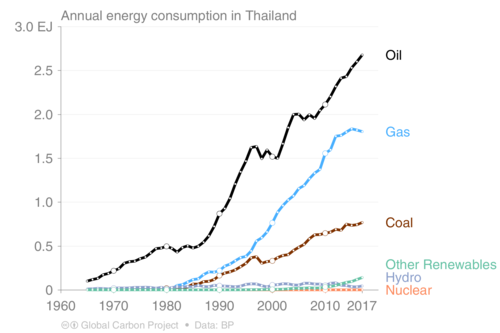 Annual energy consumption in Thailand
3.0 EJ
2.5
2.0
1.5
1.0
0.5
0
1960
1970
1980
1990
2000
2010
2017
Oil
Gas
Coal
Other Renewables
Hydro
Nuclear
Global Carbon Project • Data: BP